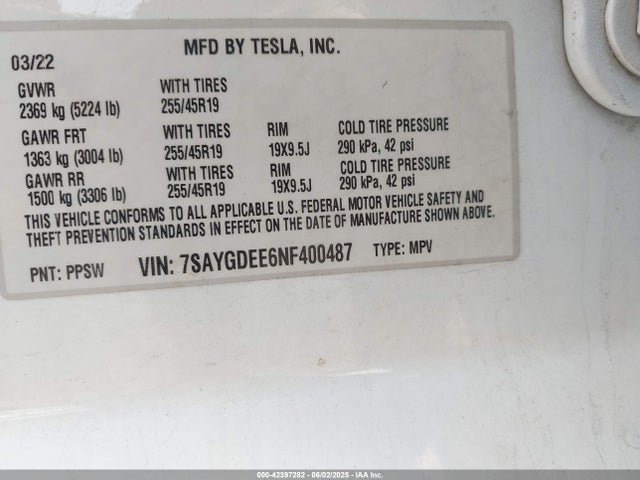 MFD BY TESLA, INC.
03/22
GVWR WITH TIRES
2369 kg (5224 lb) 255/45R19
GAWR FRT WITH TIRES RIM COLD TIRE PRESSURE
1363 kg (3004 lb) 255/45R19 19X9.5J 290 kPa, 42 psi
GAWR RR WITH TIRES RIM COLD TIRE PRESSURE
1500 kg (3306 lb) 255/45R19 19X9.5J 290 kPa, 42 psi
THIS VEHICLE CONFORMS TO ALL APPLICABLE U.S. FEDERAL MOTOR VEHICLE SAFETY AND
THEFT PREVENTION STANDARDS IN EFFECT ON THE DATE OF MANUFACTURE SHOWN ABOVE.
PNT: PPSW VIN: 7SAYGDEE6NF400487 TYPE: MPV
000-42397282 - 06/02/2025 - IAA Inc.